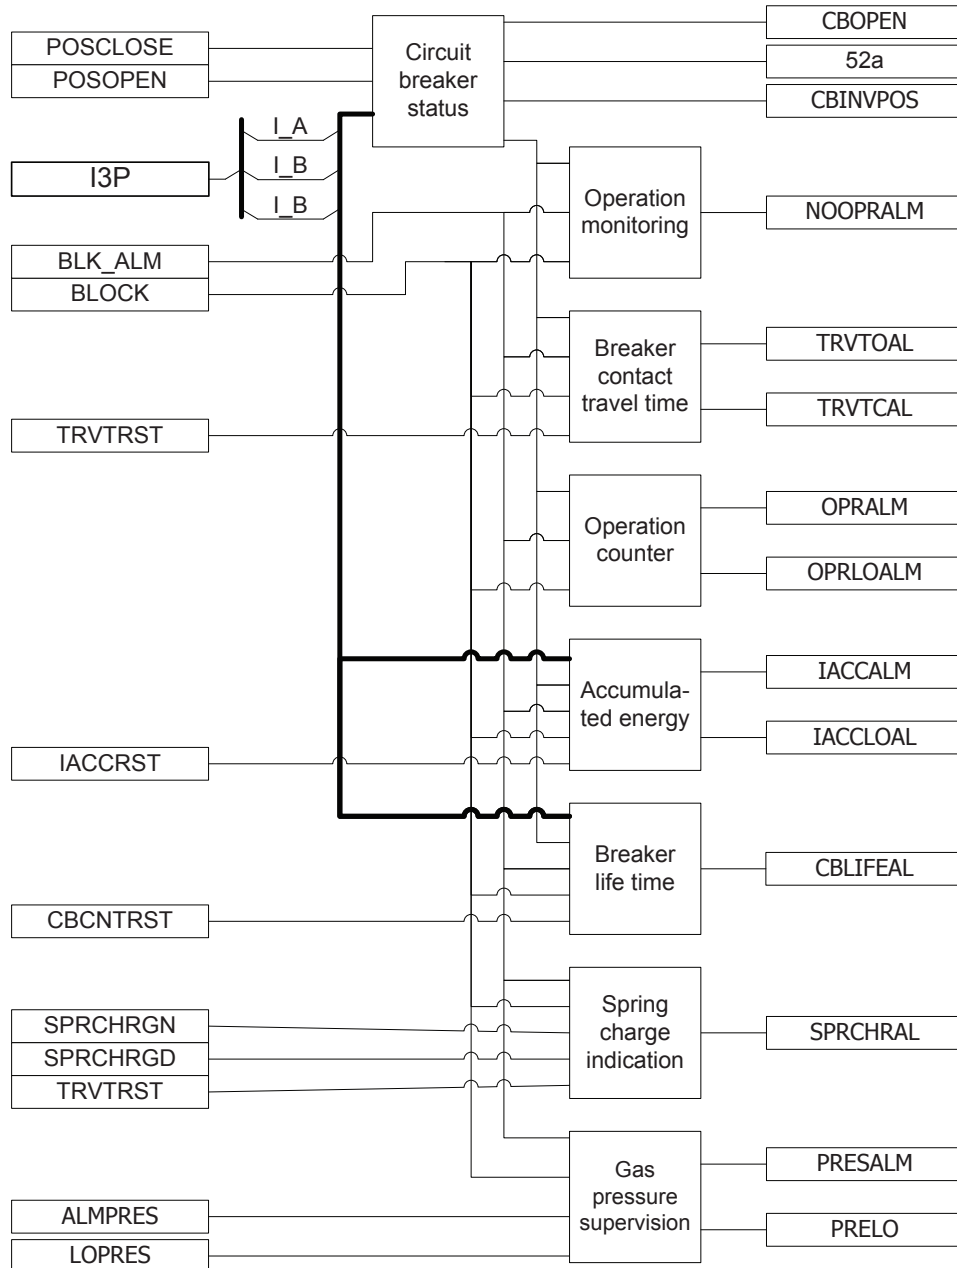 POSCLOSE
POSOPEN
I3P
I_A
I_B
I_B
BLK_ALM
BLOCK
TRVTRST
IACCRST
CBCNTRST
SPRCHRGN
SPRCHRGD
TRVTRST
ALMPRES
LOPRES
Circuit
breaker
status
Operation
monitoring
Breaker
contact
travel time
Operation
counter
Accumula-
ted energy
Breaker
life time
Spring
charge
indication
Gas
pressure
supervision
CBOPEN
52a
CBINVPOS
NOOPRALM
TRVTOAL
TRVTCAL
OPRALM
OPRLOALM
IACCALM
IACCLOAL
CBLIFEAL
SPRCHRAL
PRESALM
PRELO